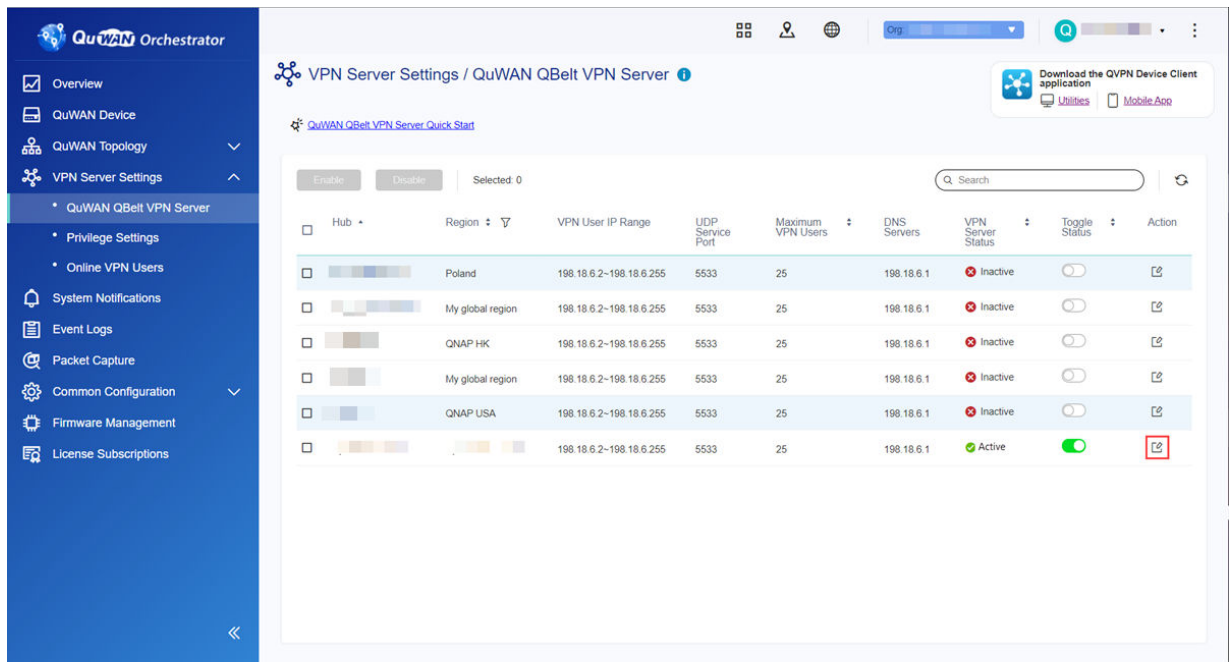 QuWAN Orchestrator
Org:
Q
Overview
QuWAN Device
QuWAN Topology
VPN Server Settings
QuWAN QBelt VPN Server
Privilege Settings
Online VPN Users
System Notifications
Event Logs
Packet Capture
Common Configuration
Firmware Management
License Subscriptions
VPN Server Settings / QuWAN QBelt VPN Server
Download the QVPN Device Client
application
Utilities Mobile App
QuWAN QBelt VPN Server Quick Start
Enable Disable Selected: 0 Search
Hub Region VPN User IP Range UDP Service Port Maximum VPN Users DNS Servers VPN Server Status Toggle Status Action
Poland 198.18.6.2~198.18.6.255 5533 25 198.18.6.1 Inactive
My global region 198.18.6.2~198.18.6.255 5533 25 198.18.6.1 Inactive
QNAP HK 198.18.6.2~198.18.6.255 5533 25 198.18.6.1 Inactive
My global region 198.18.6.2~198.18.6.255 5533 25 198.18.6.1 Inactive
QNAP USA 198.18.6.2~198.18.6.255 5533 25 198.18.6.1 Inactive
198.18.6.2~198.18.6.255 5533 25 198.18.6.1 Active